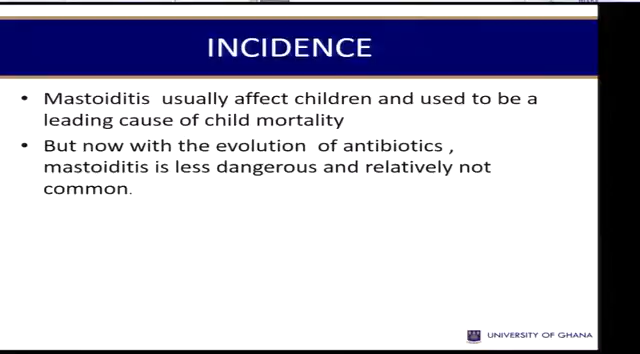 INCIDENCE
• Mastoiditis usually affect children and used to be a
leading cause of child mortality
• But now with the evolution of antibiotics ,
mastoiditis is less dangerous and relatively not
common.
UNIVERSITY OF GHANA